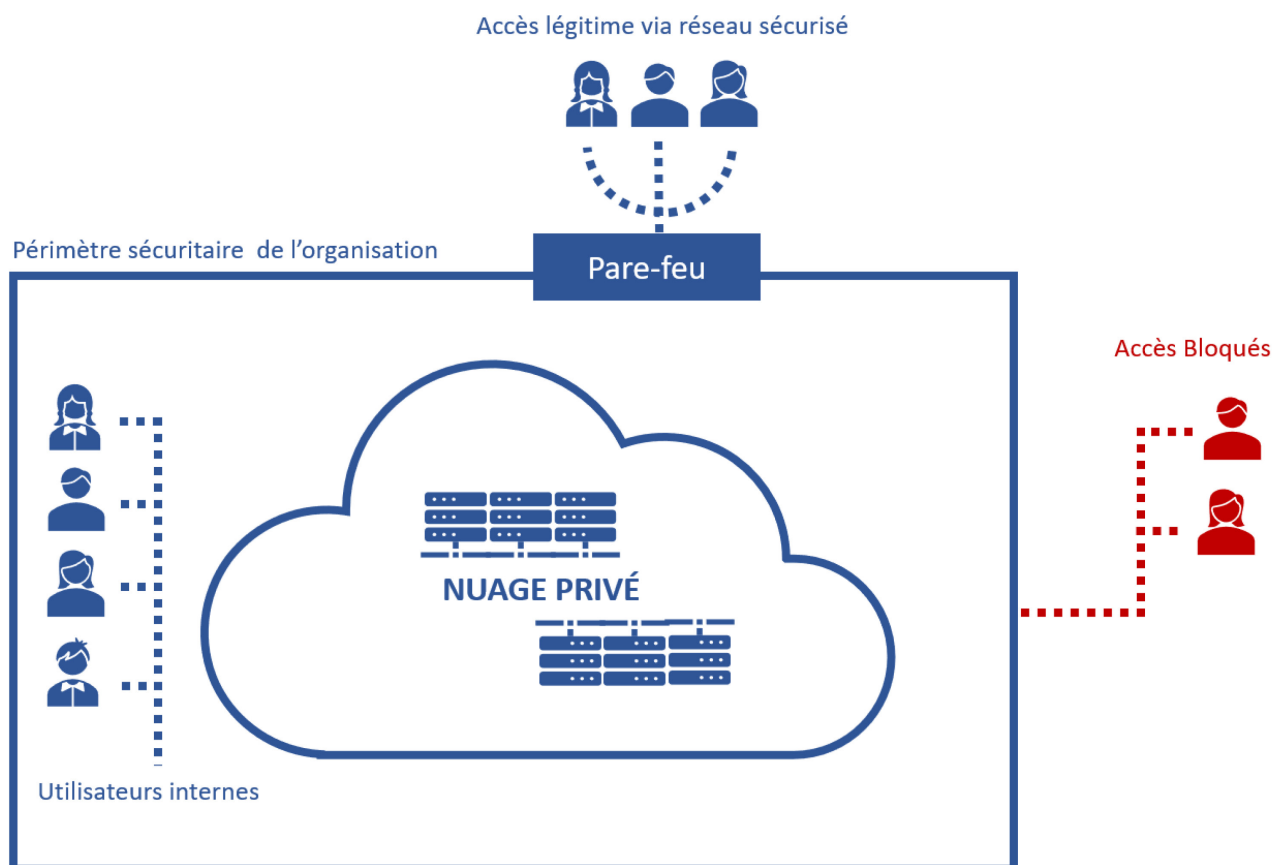 Accès légitime via réseau sécurisé
Périmètre sécuritaire de l’organisation
Pare-feu
Accès Bloqués
NUAGE PRIVÉ
Utilisateurs internes